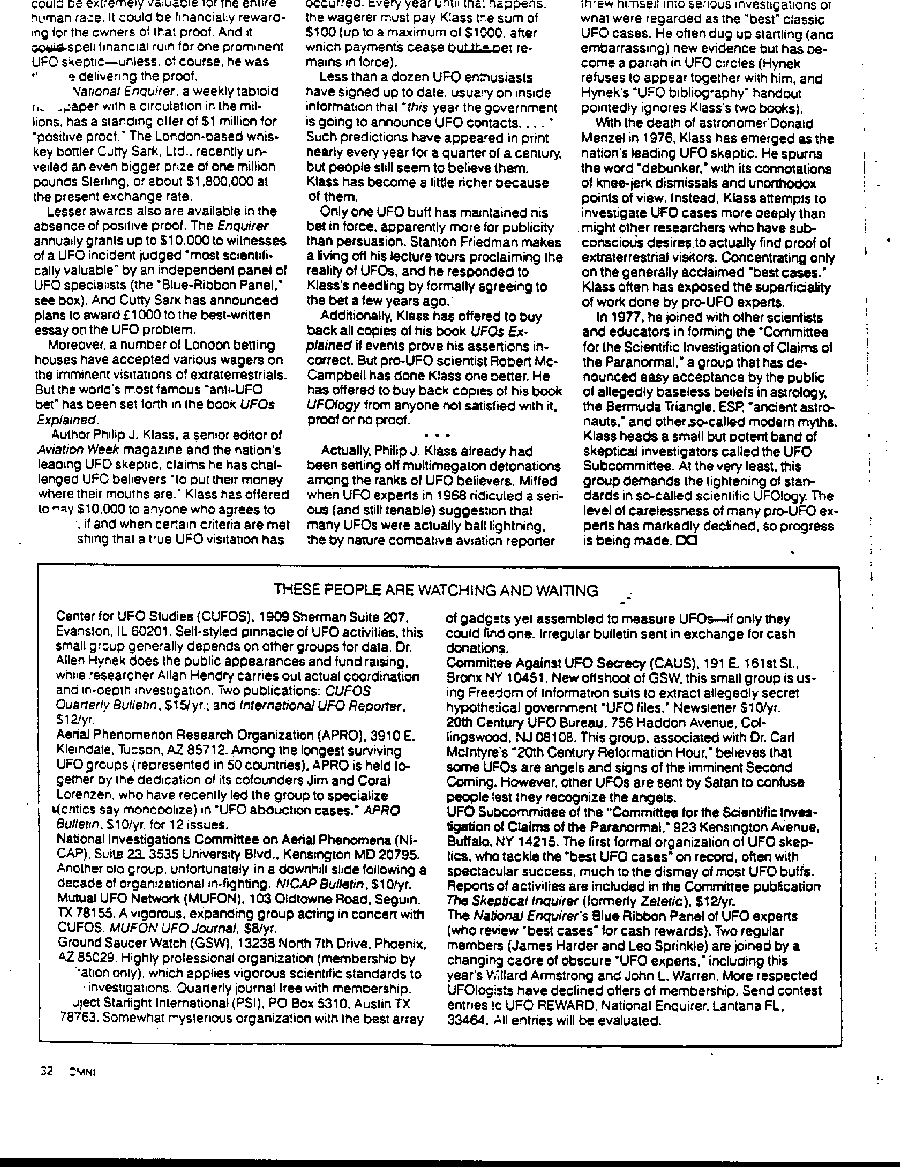 could be extremely valuable for the entire
human race. It could be financially reward-
ing for the owners of that proof. And it
could spell financial ruin for one prominent
UFO skeptic—unless, of course, he was
e delivering the proof.
National Enquirer, a weekly tabloid
paper with a circulation in the mil-
lions, has a standing offer of $1 million for
"positive proof." The London-based whis-
key bottler Cutty Sark, Ltd., recently un-
veiled an even bigger prize of one million
pounds Sterling, or about $1,800,000 at
the present exchange rate.
Lesser awards also are available in the
absence of positive proof. The Enquirer
annually grants up to $10,000 to witnesses
of a UFO incident judged "most scientifi-
cally valuable" by an independent panel of
UFO specialists (the "Blue-Ribbon Panel,"
see box). And Cutty Sark has announced
plans to award £1000 to the best-written
essay on the UFO problem.
Moreover, a number of London betting
houses have accepted various wagers on
the imminent visitations of extraterrestrials.
But the world's most famous "anti-UFO
bet" has been set forth in the book UFOs
Explained.
Author Philip J. Klass, a senior editor of
Aviation Week magazine and the nation's
leading UFO skeptic, claims he has chal-
lenged UFO believers "to put their money
where their mouths are." Klass has offered
to pay $10,000 to anyone who agrees to
, if and when certain criteria are met
shing that a true UFO visitation has
occurred. Every year until that happens,
the wagerer must pay Klass the sum of
$100 (up to a maximum of $1000, after
which payments cease but the bet re-
mains in force).
Less than a dozen UFO enthusiasts
have signed up to date, usually on inside
information that "this year the government
is going to announce UFO contacts. . . . "
Such predictions have appeared in print
nearly every year for a quarter of a century,
but people still seem to believe them.
Klass has become a little richer because
of them.
Only one UFO buff has maintained his
bet in force, apparently more for publicity
than persuasion. Stanton Friedman makes
a living off his lecture tours proclaiming the
reality of UFOs, and he responded to
Klass's needling by formally agreeing to
the bet a few years ago.
Additionally, Klass has offered to buy
back all copies of his book UFOs Ex-
plained if events prove his assertions in-
correct. But pro-UFO scientist Robert Mc-
Campbell has done Klass one better. He
has offered to buy back copies of his book
UFOlogy from anyone not satisfied with it,
proof or no proof.
• • •
Actually, Philip J. Klass already had
been setting off multimegaton detonations
among the ranks of UFO believers. Miffed
when UFO experts in 1968 ridiculed a seri-
ous (and still tenable) suggestion that
many UFOs were actually ball lightning,
the by nature combative aviation reporter
threw himself into serious investigations of
what were regarded as the "best" classic
UFO cases. He often dug up startling (and
embarrassing) new evidence but has be-
come a pariah in UFO circles (Hynek
refuses to appear together with him, and
Hynek's "UFO bibliography" handout
pointedly ignores Klass's two books).
With the death of astronomer Donald
Menzel in 1976, Klass has emerged as the
nation's leading UFO skeptic. He spurns
the word "debunker," with its connotations
of knee-jerk dismissals and unorthodox
points of view. Instead, Klass attempts to
investigate UFO cases more deeply than
might other researchers who have sub-
conscious desires to actually find proof of
extraterrestrial visitors. Concentrating only
on the generally acclaimed "best cases,"
Klass often has exposed the superficiality
of work done by pro-UFO experts.
In 1977, he joined with other scientists
and educators in forming the "Committee
for the Scientific Investigation of Claims of
the Paranormal," a group that has de-
nounced easy acceptance by the public
of allegedly baseless beliefs in astrology,
the Bermuda Triangle, ESP, "ancient astro-
nauts," and other so-called modern myths.
Klass heads a small but potent band of
skeptical investigators called the UFO
Subcommittee. At the very least, this
group demands the tightening of stan-
dards in so-called scientific UFOlogy. The
level of carelessness of many pro-UFO ex-
perts has markedly declined, so progress
is being made.
THESE PEOPLE ARE WATCHING AND WAITING
Center for UFO Studies (CUFOS), 1909 Sherman Suite 207,
Evanston, IL 60201. Self-styled pinnacle of UFO activities, this
small group generally depends on other groups for data. Dr.
Allen Hynek does the public appearances and fund raising,
while researcher Allan Hendry carries out actual coordination
and in-depth investigation. Two publications: CUFOS
Quarterly Bulletin, $15/yr.; and International UFO Reporter,
$12/yr.
Aerial Phenomenon Research Organization (APRO), 3910 E.
Kleindale, Tucson, AZ 85712. Among the longest surviving
UFO groups (represented in 50 countries), APRO is held to-
gether by the dedication of its cofounders Jim and Coral
Lorenzen, who have recently led the group to specialize
(critics say monopolize) in "UFO abduction cases." APRO
Bulletin, $10/yr. for 12 issues.
National Investigations Committee on Aerial Phenomena (NI-
CAP), Suite 23, 3535 University Blvd., Kensington MD 20795.
Another old group, unfortunately in a downhill slide following a
decade of organizational in-fighting. NICAP Bulletin, $10/yr.
Mutual UFO Network (MUFON), 103 Oldtowne Road, Seguin,
TX 78155. A vigorous, expanding group acting in concert with
CUFOS. MUFON UFO Journal, $8/yr.
Ground Saucer Watch (GSW), 13238 North 7th Drive, Phoenix,
AZ 85029. Highly professional organization (membership by
ation only), which applies vigorous scientific standards to
investigations. Quarterly journal free with membership.
ject Starlight International (PSI), PO Box 5310, Austin TX
78763. Somewhat mysterious organization with the best array
of gadgets yet assembled to measure UFOs—if only they
could find one. Irregular bulletin sent in exchange for cash
donations.
Committee Against UFO Secrecy (CAUS), 191 E. 161st St.,
Bronx NY 10451. New offshoot of GSW, this small group is us-
ing Freedom of Information suits to extract allegedly secret
hypothetical government "UFO files." Newsletter $10/yr.
20th Century UFO Bureau, 756 Haddon Avenue, Col-
lingswood, NJ 08108. This group, associated with Dr. Carl
McIntyre's "20th Century Reformation Hour," believes that
some UFOs are angels and signs of the imminent Second
Coming. However, other UFOs are sent by Satan to confuse
people lest they recognize the angels.
UFO Subcommittee of the "Committee for the Scientific Inves-
tigation of Claims of the Paranormal," 923 Kensington Avenue,
Buffalo, NY 14215. The first formal organization of UFO skep-
tics, who tackle the "best UFO cases" on record, often with
spectacular success, much to the dismay of most UFO buffs.
Reports of activities are included in the Committee publication
The Skeptical Inquirer (formerly Zetetic), $12/yr.
The National Enquirer's Blue Ribbon Panel of UFO experts
(who review "best cases" for cash rewards). Two regular
members (James Harder and Leo Sprinkle) are joined by a
changing cadre of obscure "UFO experts," including this
year's Willard Armstrong and John L. Warren. More respected
UFOlogists have declined offers of membership. Send contest
entries to UFO REWARD, National Enquirer, Lantana FL,
33464. All entries will be evaluated.
32 OMNI